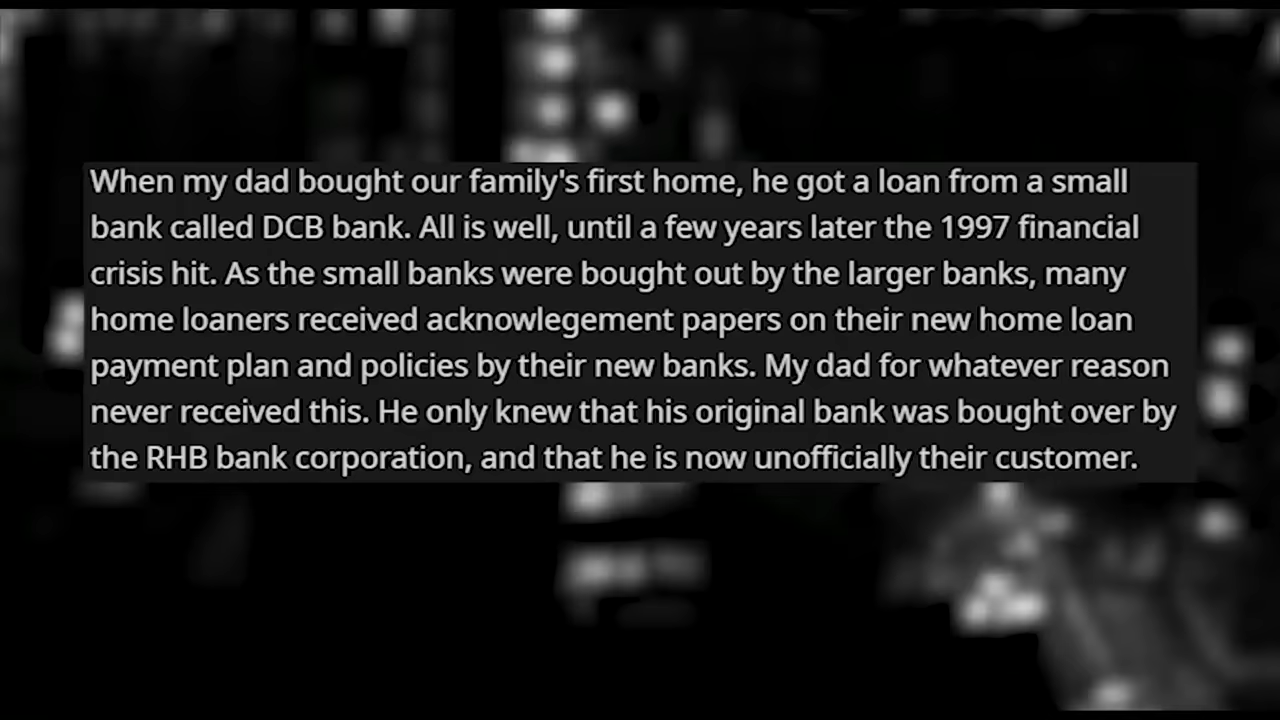 When my dad bought our family's first home, he got a loan from a small
bank called DCB bank. All is well, until a few years later the 1997 financial
crisis hit. As the small banks were bought out by the larger banks, many
home loaners received acknowlegement papers on their new home loan
payment plan and policies by their new banks. My dad for whatever reason
never received this. He only knew that his original bank was bought over by
the RHB bank corporation, and that he is now unofficially their customer.